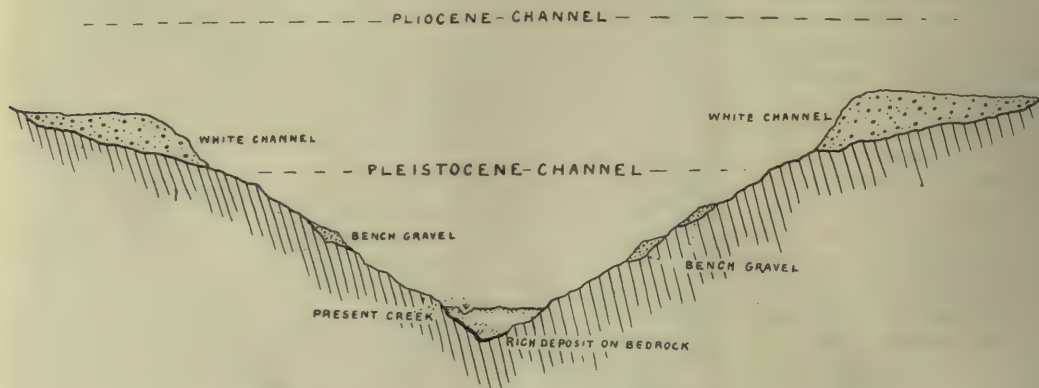 PLIOCENE-CHANNEL
WHITE CHANNEL
WHITE CHANNEL
PLEISTOCENE-CHANNEL
BENCH GRAVEL
BENCH GRAVEL
PRESENT CREEK
RICH DEPOSIT ON BEDROCK